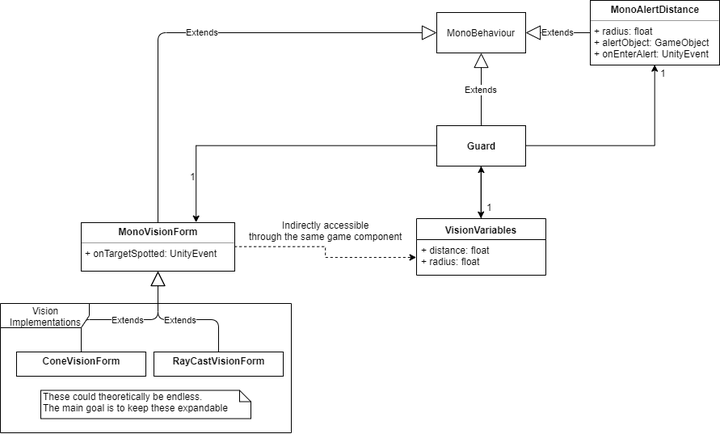 MonoAlertDistance
+ radius: float
+ alertObject: GameObject
+ onEnterAlert: UnityEvent
MonoBehaviour
Extends
Extends
Extends
1
Guard
1
1
MonoVisionForm
+ onTargetSpotted: UnityEvent
Indirectly accessible
through the same game component
VisionVariables
+ distance: float
+ radius: float
Vision
Implementations
Extends
Extends
ConeVisionForm
RayCastVisionForm
These could theoretically be endless.
The main goal is to keep these expandable